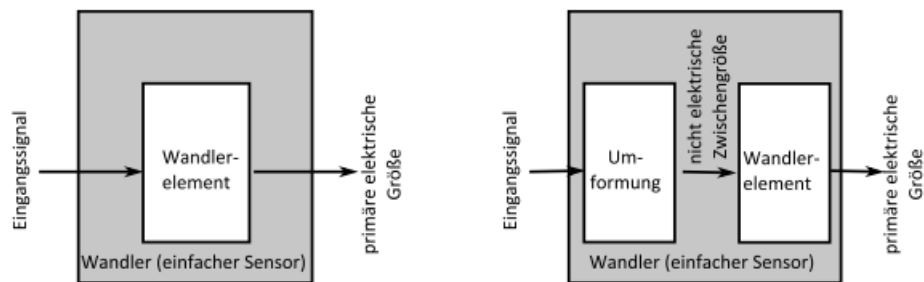 Eingangssignal
Wandler-
element
primäre elektrische
Größe
Wandler (einfacher Sensor)
Eingangssignal
Um-
formung
nicht elektrische
Zwischengröße
Wandler-
element
primäre elektrische
Größe
Wandler (einfacher Sensor)